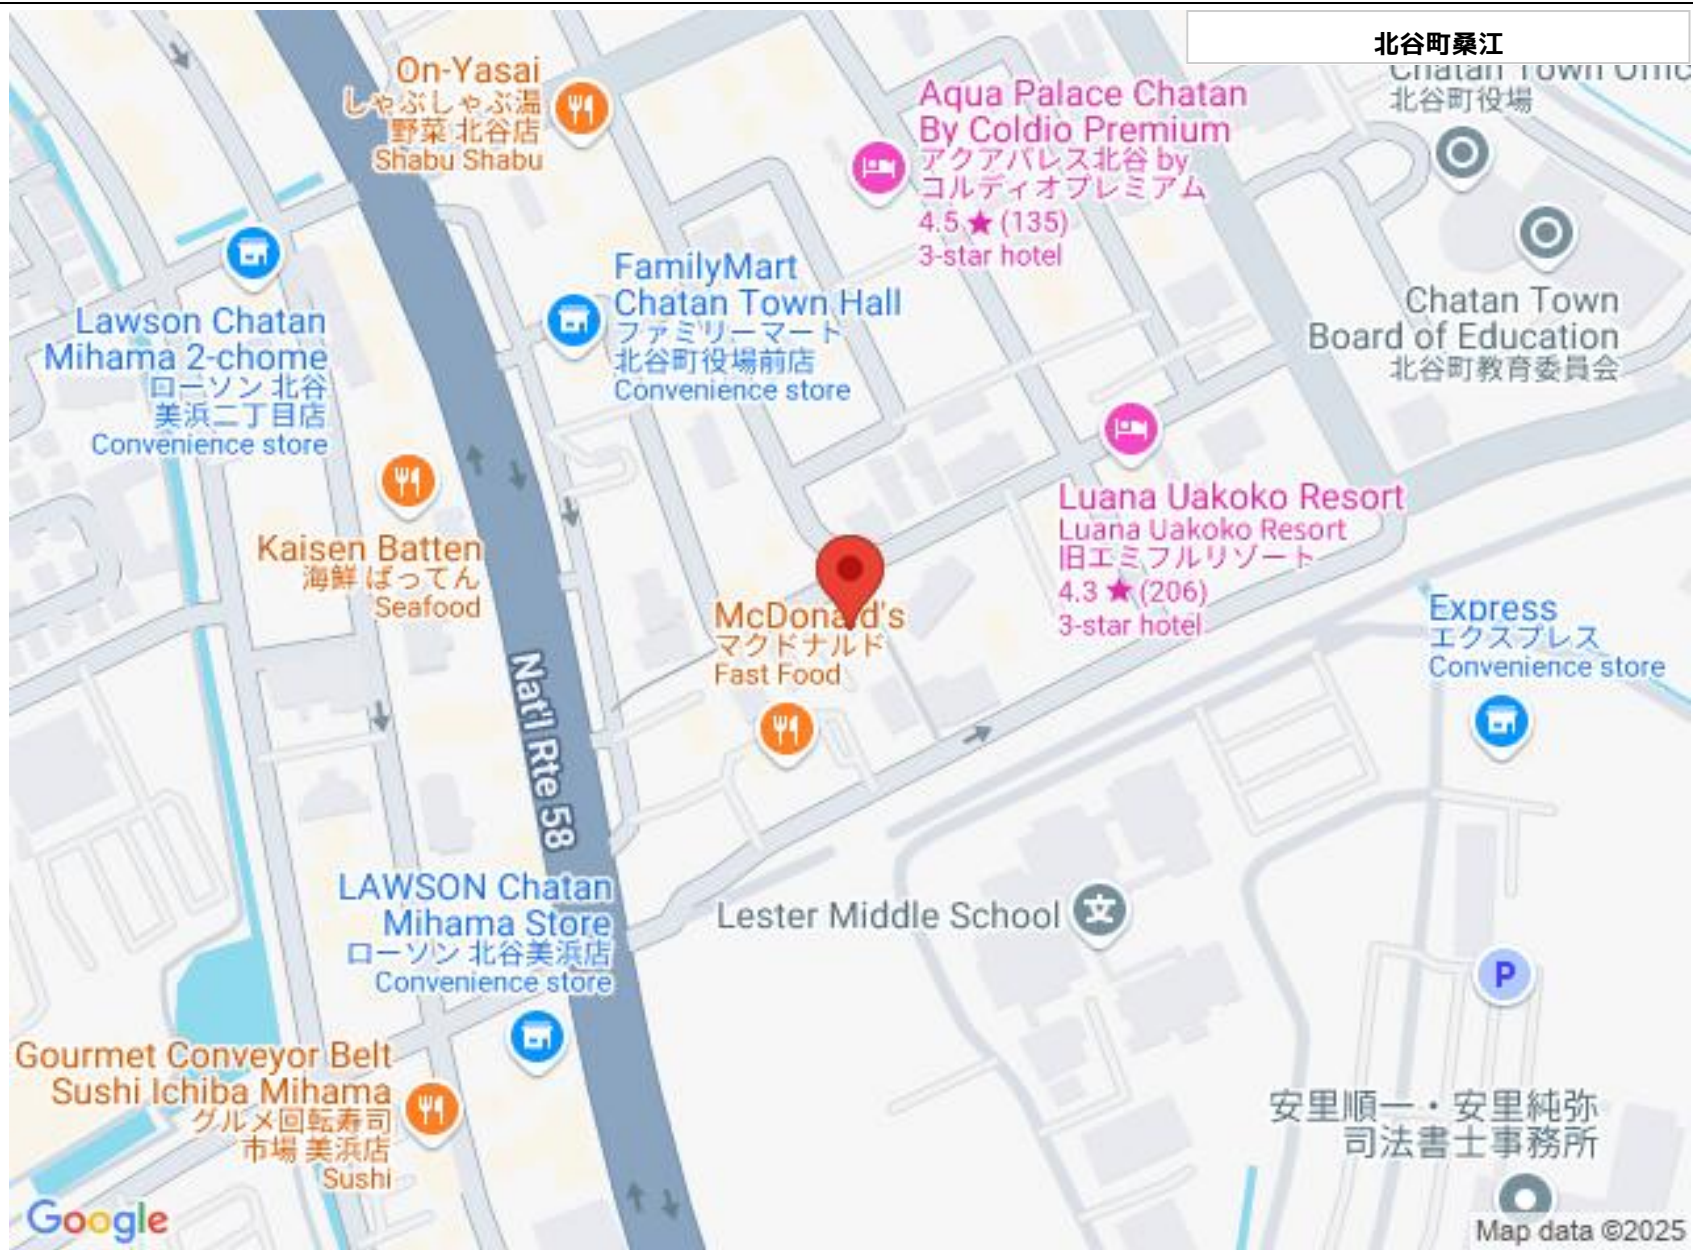 北谷町桑江
On-Yasai
しゃぶしゃぶ温
野菜 北谷店
Shabu Shabu
Aqua Palace Chatan
By Coldio Premium
アクアパレス北谷 by
コルディオプレミアム
4.5 ★ (135)
3-star hotel
Chatan Town Offic
北谷町役場
FamilyMart
Chatan Town Hall
ファミリーマート
北谷町役場前店
Convenience store
Lawson Chatan
Mihama 2-chome
ローソン 北谷
美浜二丁目店
Convenience store
Chatan Town
Board of Education
北谷町教育委員会
Kaisen Batten
海鮮 ばってん
Seafood
Luana Uakoko Resort
Luana Uakoko Resort
旧エミフルリゾート
4.3 ★ (206)
3-star hotel
McDonald's
マクドナルド
Fast Food
Express
エクスプレス
Convenience store
Nat'l Rte 58
LAWSON Chatan
Mihama Store
ローソン 北谷美浜店
Convenience store
Lester Middle School
文
P
Gourmet Conveyor Belt
Sushi Ichiba Mihama
グルメ回転寿司
市場 美浜店
Sushi
安里順一・安里純弥
司法書士事務所
Google
Map data ©2025